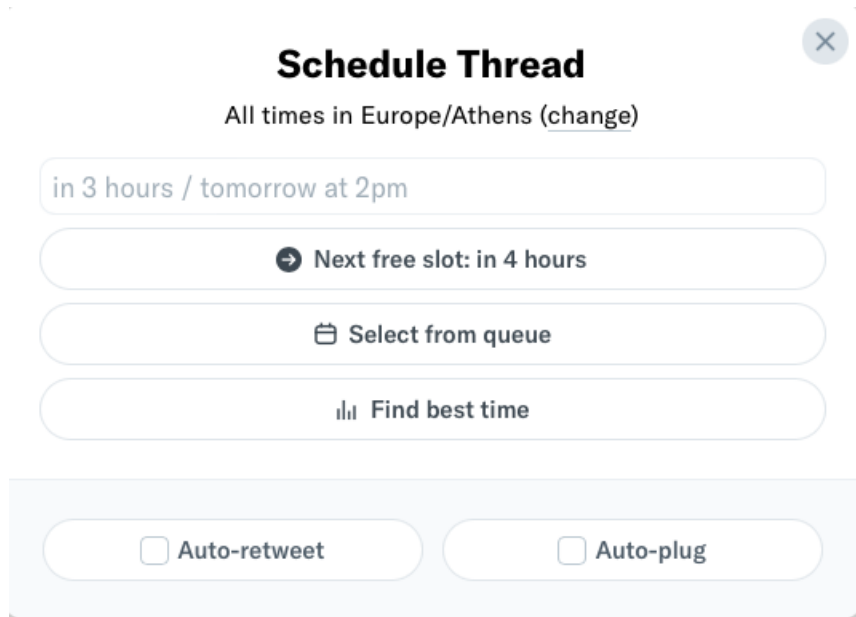 Schedule Thread
All times in Europe/Athens (change)
in 3 hours / tomorrow at 2pm
Next free slot: in 4 hours
Select from queue
Find best time
Auto-retweet
Auto-plug